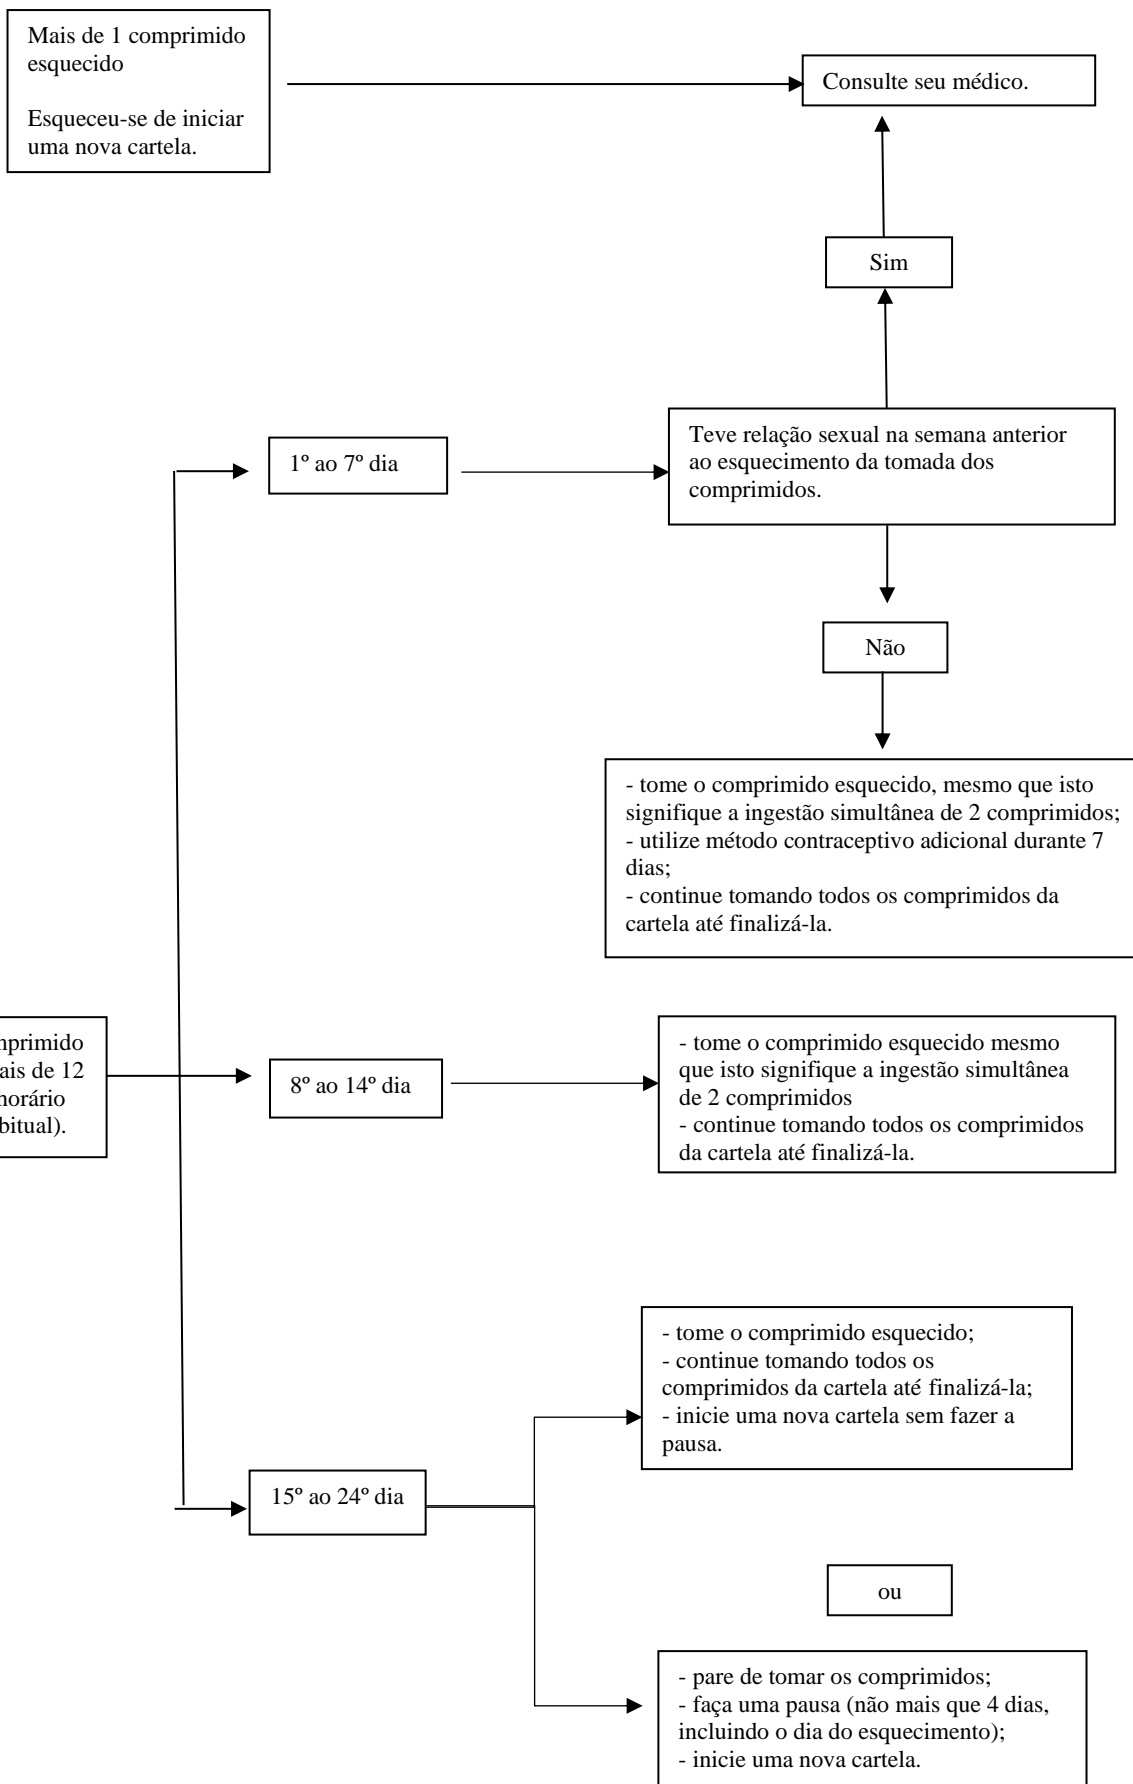 Mais de 1 comprimido
esquecido
Esqueceu-se de iniciar
uma nova cartela.
Consulte seu médico.
Sim
1º ao 7º dia
Teve relação sexual na semana anterior
ao esquecimento da tomada dos
comprimidos.
Não
- tome o comprimido esquecido, mesmo que isto
signifique a ingestão simultânea de 2 comprimidos;
- utilize método contraceptivo adicional durante 7
dias;
- continue tomando todos os comprimidos da
cartela até finalizá-la.
de 12
horário
8º ao 14º dia
- tome o comprimido esquecido mesmo
que isto signifique a ingestão simultânea
de 2 comprimidos
- continue tomando todos os comprimidos
da cartela até finalizá-la.
- tome o comprimido esquecido;
- continue tomando todos os
comprimidos da cartela até finalizá-la;
- inicie uma nova cartela sem fazer a
pausa.
15º ao 24º dia
ou
- pare de tomar os comprimidos;
- faça uma pausa (não mais que 4 dias,
incluindo o dia do esquecimento);
- inicie uma nova cartela.